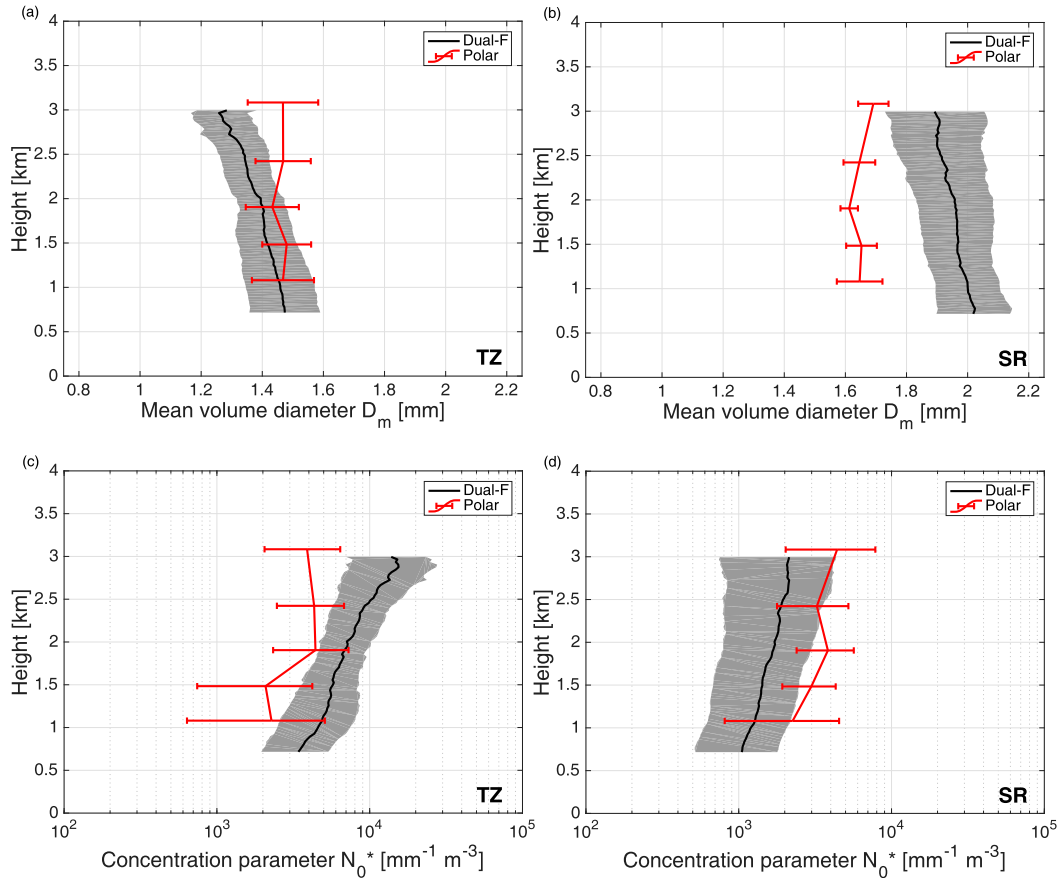 (a)
4
3.5
3
2.5
2
1.5
1
0.5
0
Height [km]
Dual-F
Polar
TZ
0.8 1 1.2 1.4 1.6 1.8 2 2.2
Mean volume diameter D_m [mm]
(b)
4
3.5
3
2.5
2
1.5
1
0.5
0
Height [km]
Dual-F
Polar
SR
0.8 1 1.2 1.4 1.6 1.8 2 2.2
Mean volume diameter D_m [mm]
(c)
4
3.5
3
2.5
2
1.5
1
0.5
0
Height [km]
Dual-F
Polar
TZ
10^2 10^3 10^4 10^5
Concentration parameter N_0* [mm^-1 m^-3]
(d)
4
3.5
3
2.5
2
1.5
1
0.5
0
Height [km]
Dual-F
Polar
SR
10^2 10^3 10^4 10^5
Concentration parameter N_0* [mm^-1 m^-3]